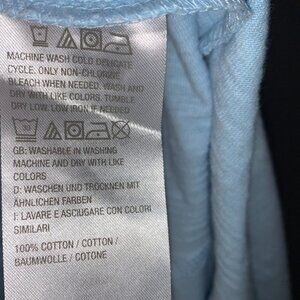 MACHINE WASH COLD DELICATE
CYCLE. ONLY NON-CHLORINE
BLEACH WHEN NEEDED. WASH AND
DRY WITH LIKE COLORS. TUMBLE
DRY LOW. LOW IRON IF NEEDED
GB: WASHABLE IN WASHING
MACHINE AND DRY WITH LIKE
COLORS
D: WASCHEN UND TROCKNEN MIT
ÄHNLICHEN FARBEN
I: LAVARE E ASCIUGARE CON COLORI
SIMILARI
100% COTTON / COTTON /
BAUMWOLLE / COTONE